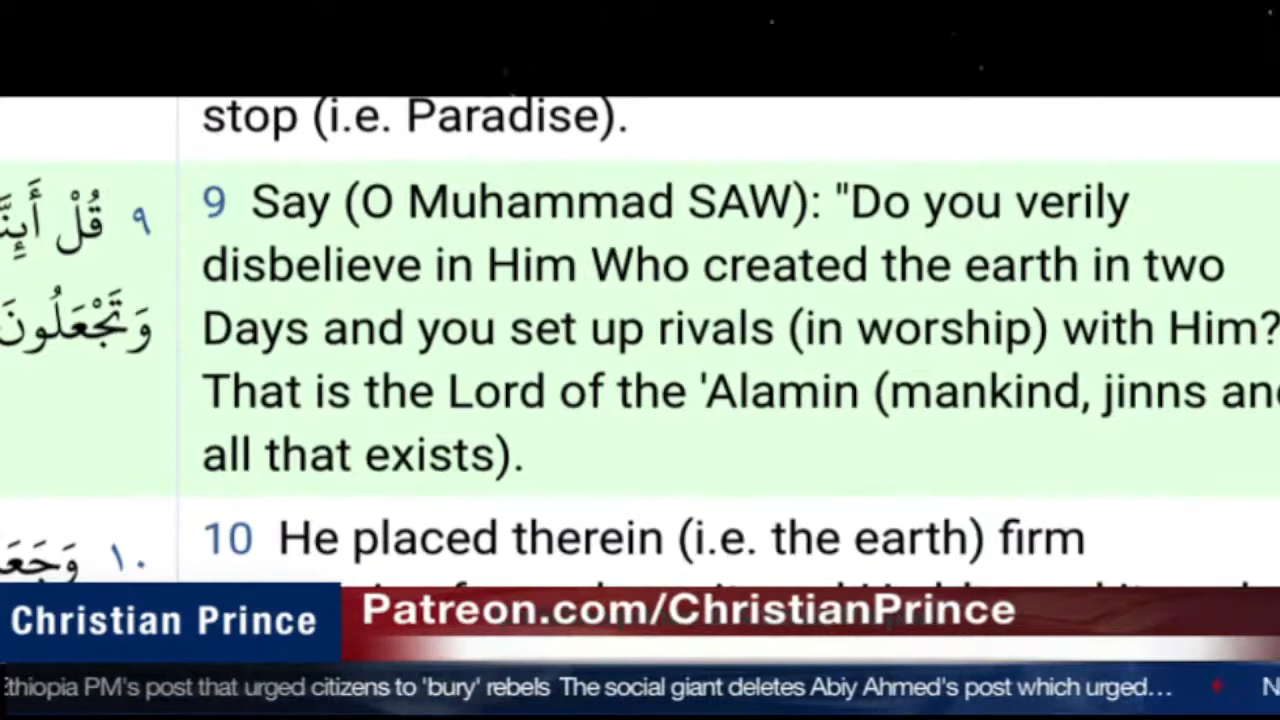 stop (i.e. Paradise).
9 Say (O Muhammad SAW): "Do you verily
disbelieve in Him Who created the earth in two
Days and you set up rivals (in worship) with Him?
That is the Lord of the 'Alamin (mankind, jinns and
all that exists).
٩ قُلْ أَئِنَّ
وَتَجْعَلُونَ
10 He placed therein (i.e. the earth) firm
١٠ وَجَعَ
Christian Prince
Patreon.com/ChristianPrince
thiopia PM's post that urged citizens to 'bury' rebels The social giant deletes Abiy Ahmed's post which urged... N